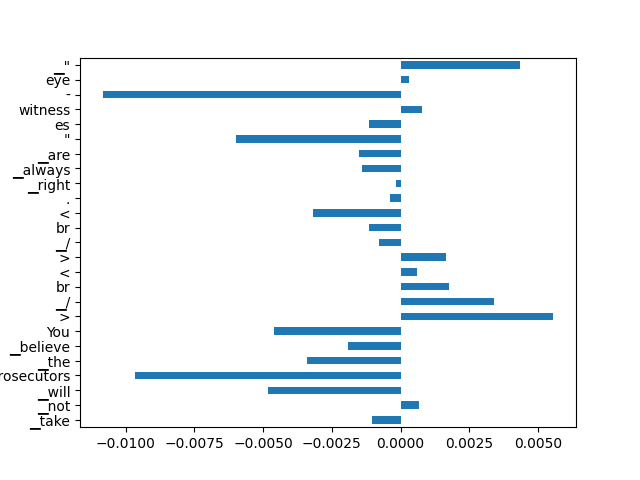 ▁"
eye
-
witness
es
"
▁are
▁always
▁right
.
<
br
▁/
>
<
br
▁/
>
You
▁believe
▁the
rosecutors
▁will
▁not
▁take
−0.0100 −0.0075 −0.0050 −0.0025 0.0000 0.0025 0.0050